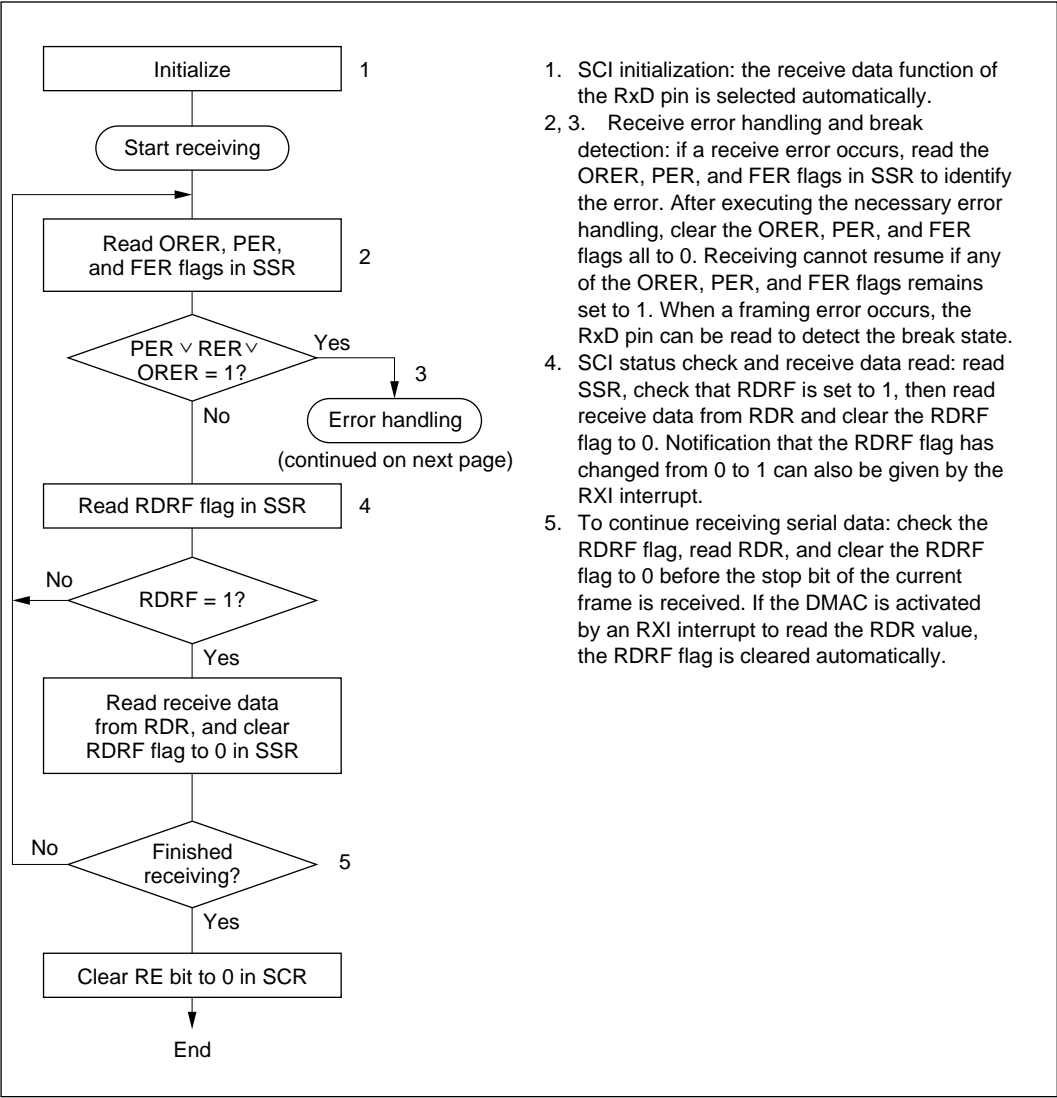 Initialize
1
Start receiving
Read ORER, PER,
and FER flags in SSR
2
PER ∨ RER ∨
ORER = 1?
Yes
3
No
Error handling
(continued on next page)
Read RDRF flag in SSR
4
No
RDRF = 1?
Yes
Read receive data
from RDR, and clear
RDRF flag to 0 in SSR
No
Finished
receiving?
5
Yes
Clear RE bit to 0 in SCR
End
1. SCI initialization: the receive data function of
the RxD pin is selected automatically.
2, 3. Receive error handling and break
detection: if a receive error occurs, read the
ORER, PER, and FER flags in SSR to identify
the error. After executing the necessary error
handling, clear the ORER, PER, and FER
flags all to 0. Receiving cannot resume if any
of the ORER, PER, and FER flags remains
set to 1. When a framing error occurs, the
RxD pin can be read to detect the break state.
4. SCI status check and receive data read: read
SSR, check that RDRF is set to 1, then read
receive data from RDR and clear the RDRF
flag to 0. Notification that the RDRF flag has
changed from 0 to 1 can also be given by the
RXI interrupt.
5. To continue receiving serial data: check the
RDRF flag, read RDR, and clear the RDRF
flag to 0 before the stop bit of the current
frame is received. If the DMAC is activated
by an RXI interrupt to read the RDR value,
the RDRF flag is cleared automatically.